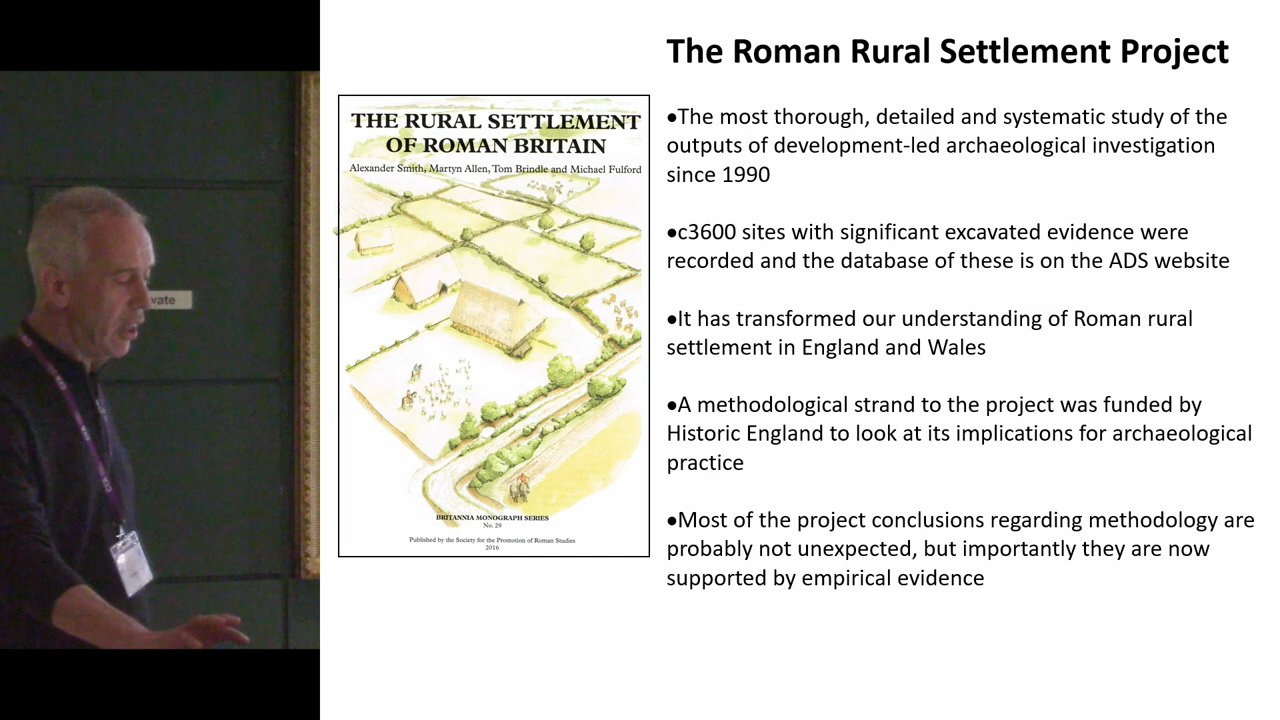 The Roman Rural Settlement Project
THE RURAL SETTLEMENT
OF ROMAN BRITAIN
Alexander Smith, Martyn Allen, Tom Brindle and Michael Fulford
BRITANNIA MONOGRAPH SERIES
No. 29
Published by the Society for the Promotion of Roman Studies
2016
•The most thorough, detailed and systematic study of the
outputs of development-led archaeological investigation
since 1990
•c3600 sites with significant excavated evidence were
recorded and the database of these is on the ADS website
•It has transformed our understanding of Roman rural
settlement in England and Wales
•A methodological strand to the project was funded by
Historic England to look at its implications for archaeological
practice
•Most of the project conclusions regarding methodology are
probably not unexpected, but importantly they are now
supported by empirical evidence